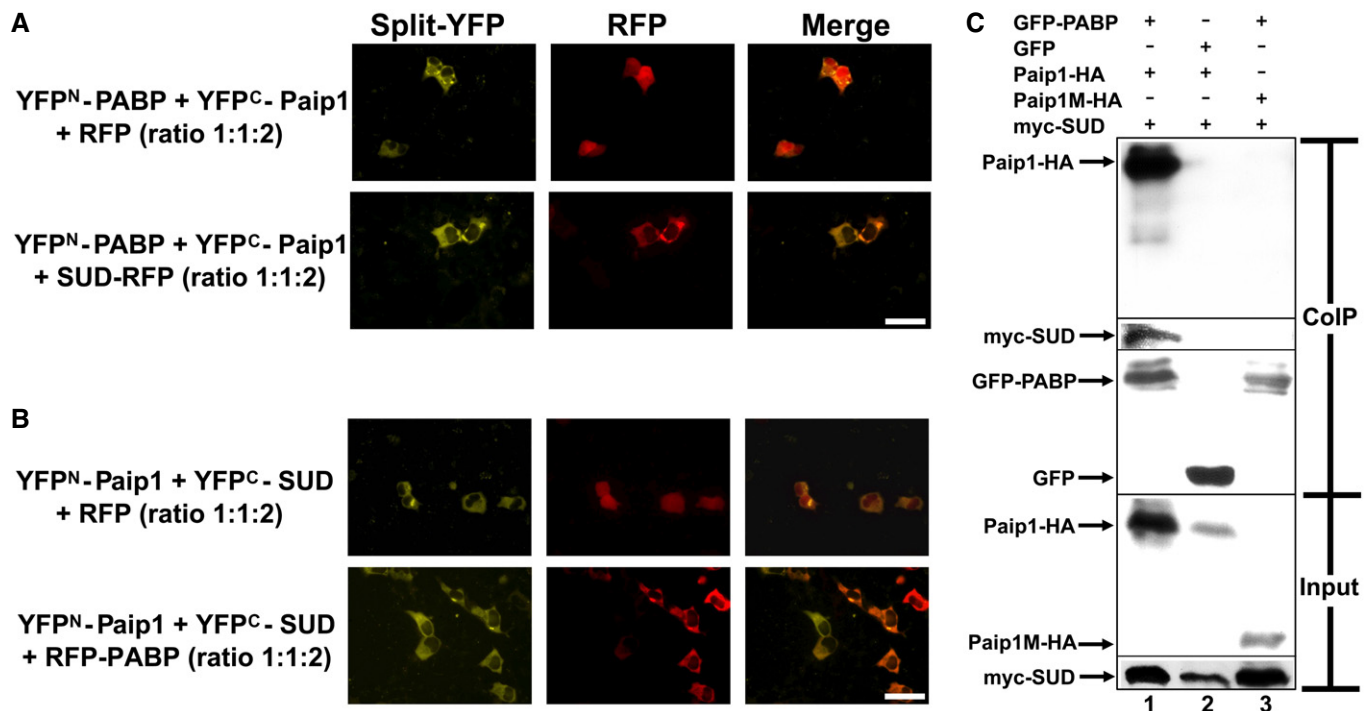 A
Split-YFP RFP Merge
YFPN-PABP + YFPC- Paip1
+ RFP (ratio 1:1:2)
YFPN-PABP + YFPC- Paip1
+ SUD-RFP (ratio 1:1:2)
B
YFPN-Paip1 + YFPC- SUD
+ RFP (ratio 1:1:2)
YFPN-Paip1 + YFPC- SUD
+ RFP-PABP (ratio 1:1:2)
C
GFP-PABP + - +
GFP - + -
Paip1-HA + + -
Paip1M-HA - - +
myc-SUD + + +
Paip1-HA
myc-SUD
GFP-PABP
GFP
CoIP
Paip1-HA
Paip1M-HA
myc-SUD
Input
1 2 3